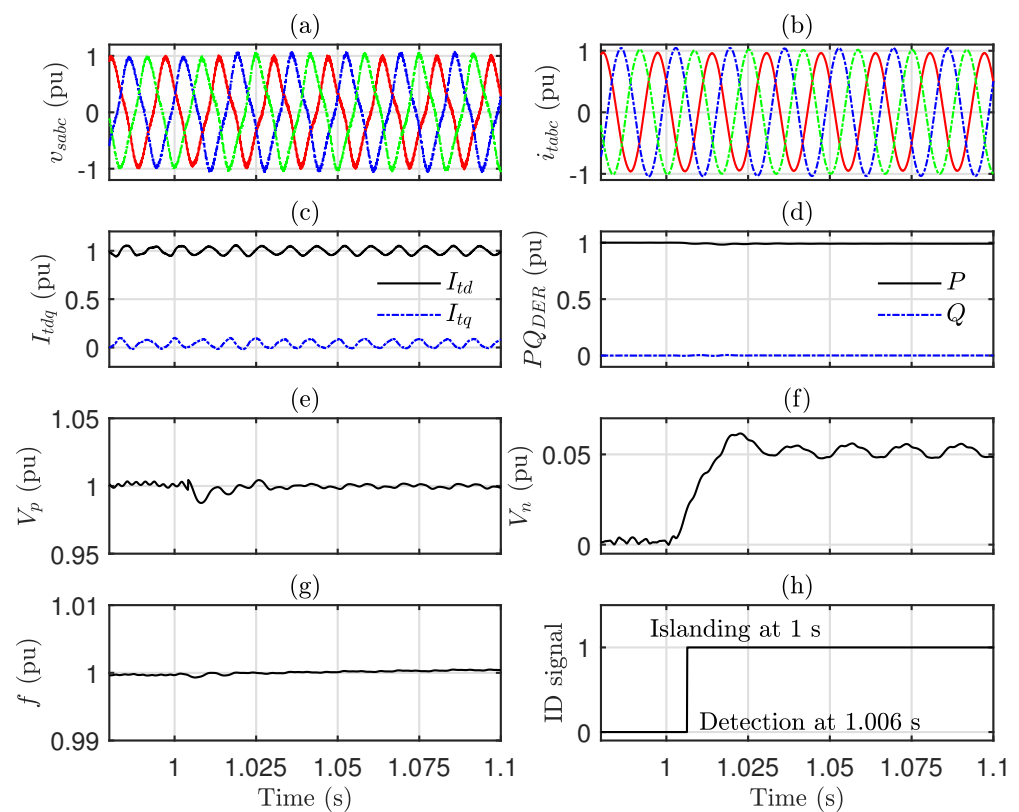 (a)
v_sabc (pu)
1
0
-1
(b)
i_tabc (pu)
1
0
-1
(c)
I_tdq (pu)
1
0.5
0
I_td
I_tq
(d)
PQ_DER (pu)
1
0.5
0
P
Q
(e)
V_p (pu)
1.05
1
0.95
(f)
V_n (pu)
0.05
0
(g)
f (pu)
1.01
1
0.99
1 1.025 1.05 1.075 1.1
Time (s)
(h)
ID signal
1
0
Islanding at 1 s
Detection at 1.006 s
1 1.025 1.05 1.075 1.1
Time (s)